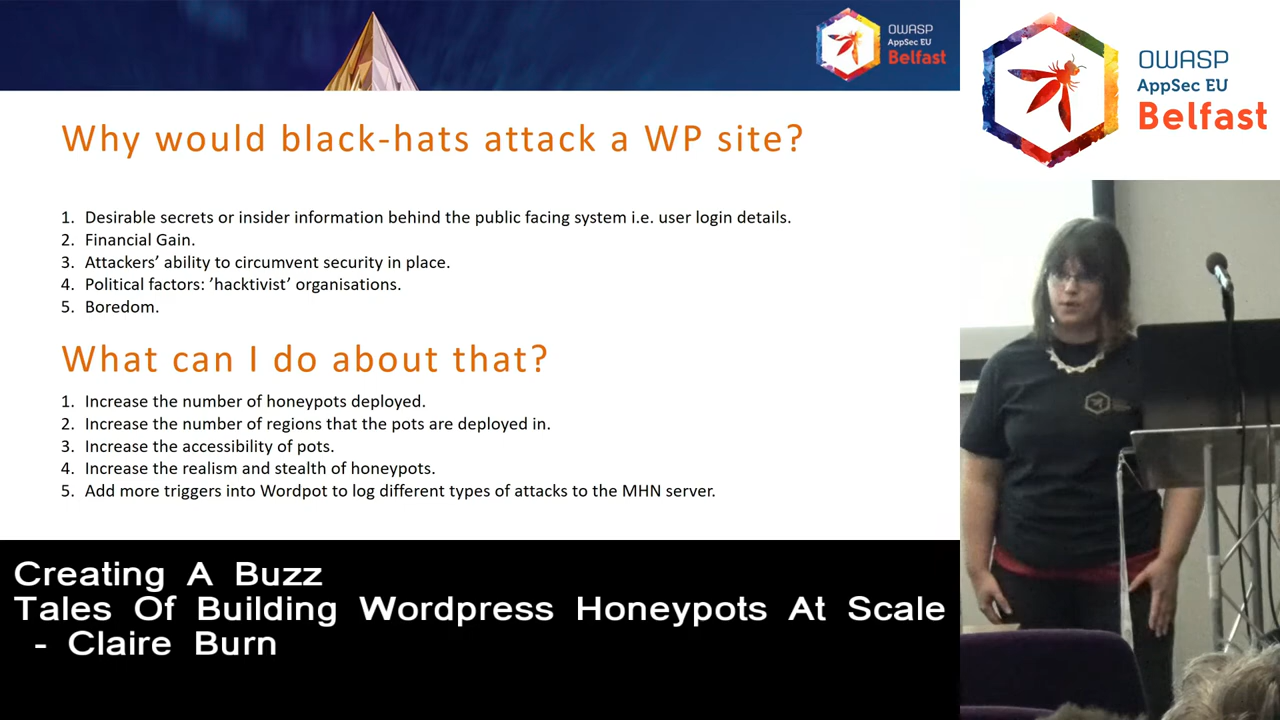 OWASP
AppSec EU
Belfast
OWASP
AppSec EU
Belfast
Why would black-hats attack a WP site?
1. Desirable secrets or insider information behind the public facing system i.e. user login details.
2. Financial Gain.
3. Attackers’ ability to circumvent security in place.
4. Political factors: ’hacktivist’ organisations.
5. Boredom.
What can I do about that?
1. Increase the number of honeypots deployed.
2. Increase the number of regions that the pots are deployed in.
3. Increase the accessibility of pots.
4. Increase the realism and stealth of honeypots.
5. Add more triggers into Wordpot to log different types of attacks to the MHN server.
Creating A Buzz
Tales Of Building Wordpress Honeypots At Scale
- Claire Burn